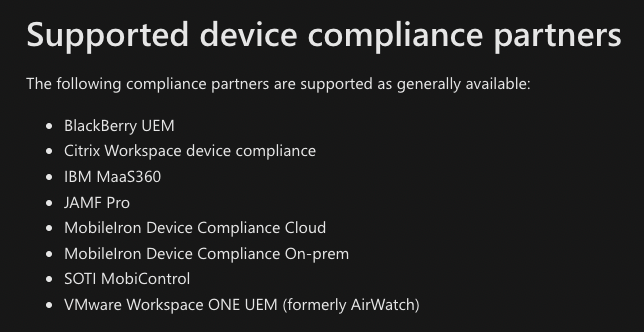 Supported device compliance partners
The following compliance partners are supported as generally available:
• BlackBerry UEM
• Citrix Workspace device compliance
• IBM MaaS360
• JAMF Pro
• MobileIron Device Compliance Cloud
• MobileIron Device Compliance On-prem
• SOTI MobiControl
• VMware Workspace ONE UEM (formerly AirWatch)